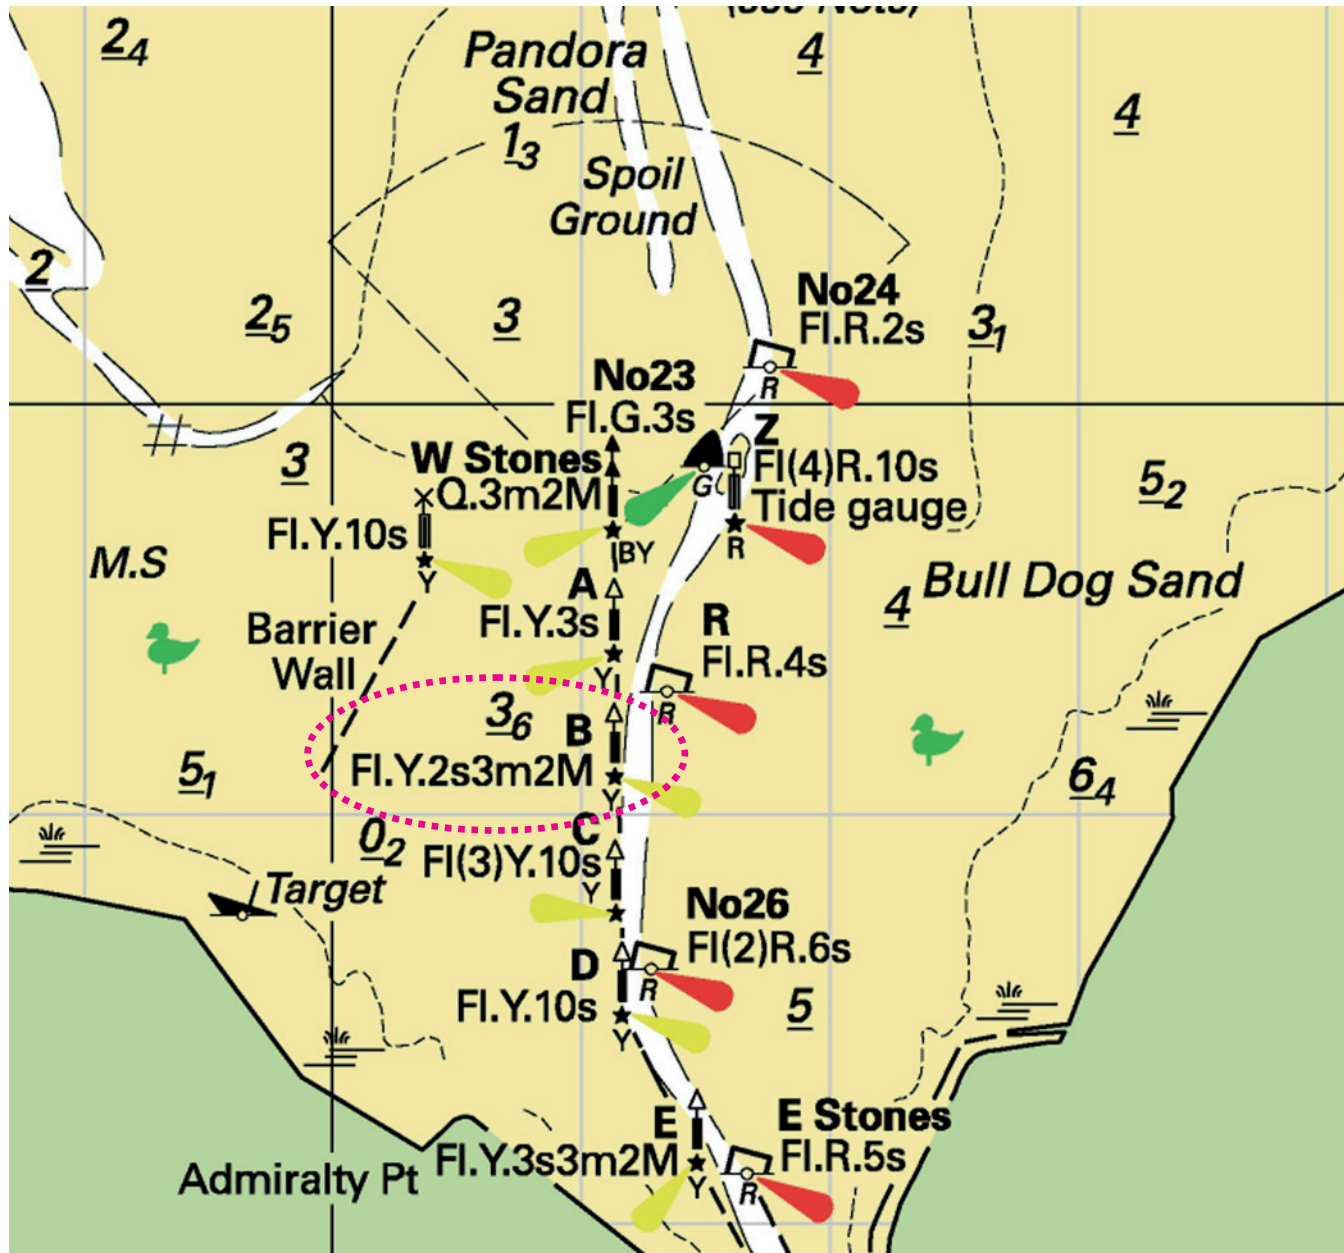 (see Note)
2₄
Pandora
Sand
4
4
1₃
Spoil
Ground
2
2₅
3
No24
Fl.R.2s
3₁
R
No23
Fl.G.3s
Z
3
W Stones
Q.3m2M
G
Fl(4)R.10s
5₂
Fl.Y.10s
Tide gauge
BY
R
M.S
Y
A
Bull Dog Sand
4
Barrier
Wall
Fl.Y.3s
Y
R
Fl.R.4s
R
3₆
B
5₁
Fl.Y.2s3m2M
Y
6₄
0₂
C
Fl(3)Y.10s
Y
Target
No26
Fl(2)R.6s
D
R
Fl.Y.10s
Y
5
E
E Stones
Fl.Y.3s3m2M
Fl.R.5s
Y
R
Admiralty Pt